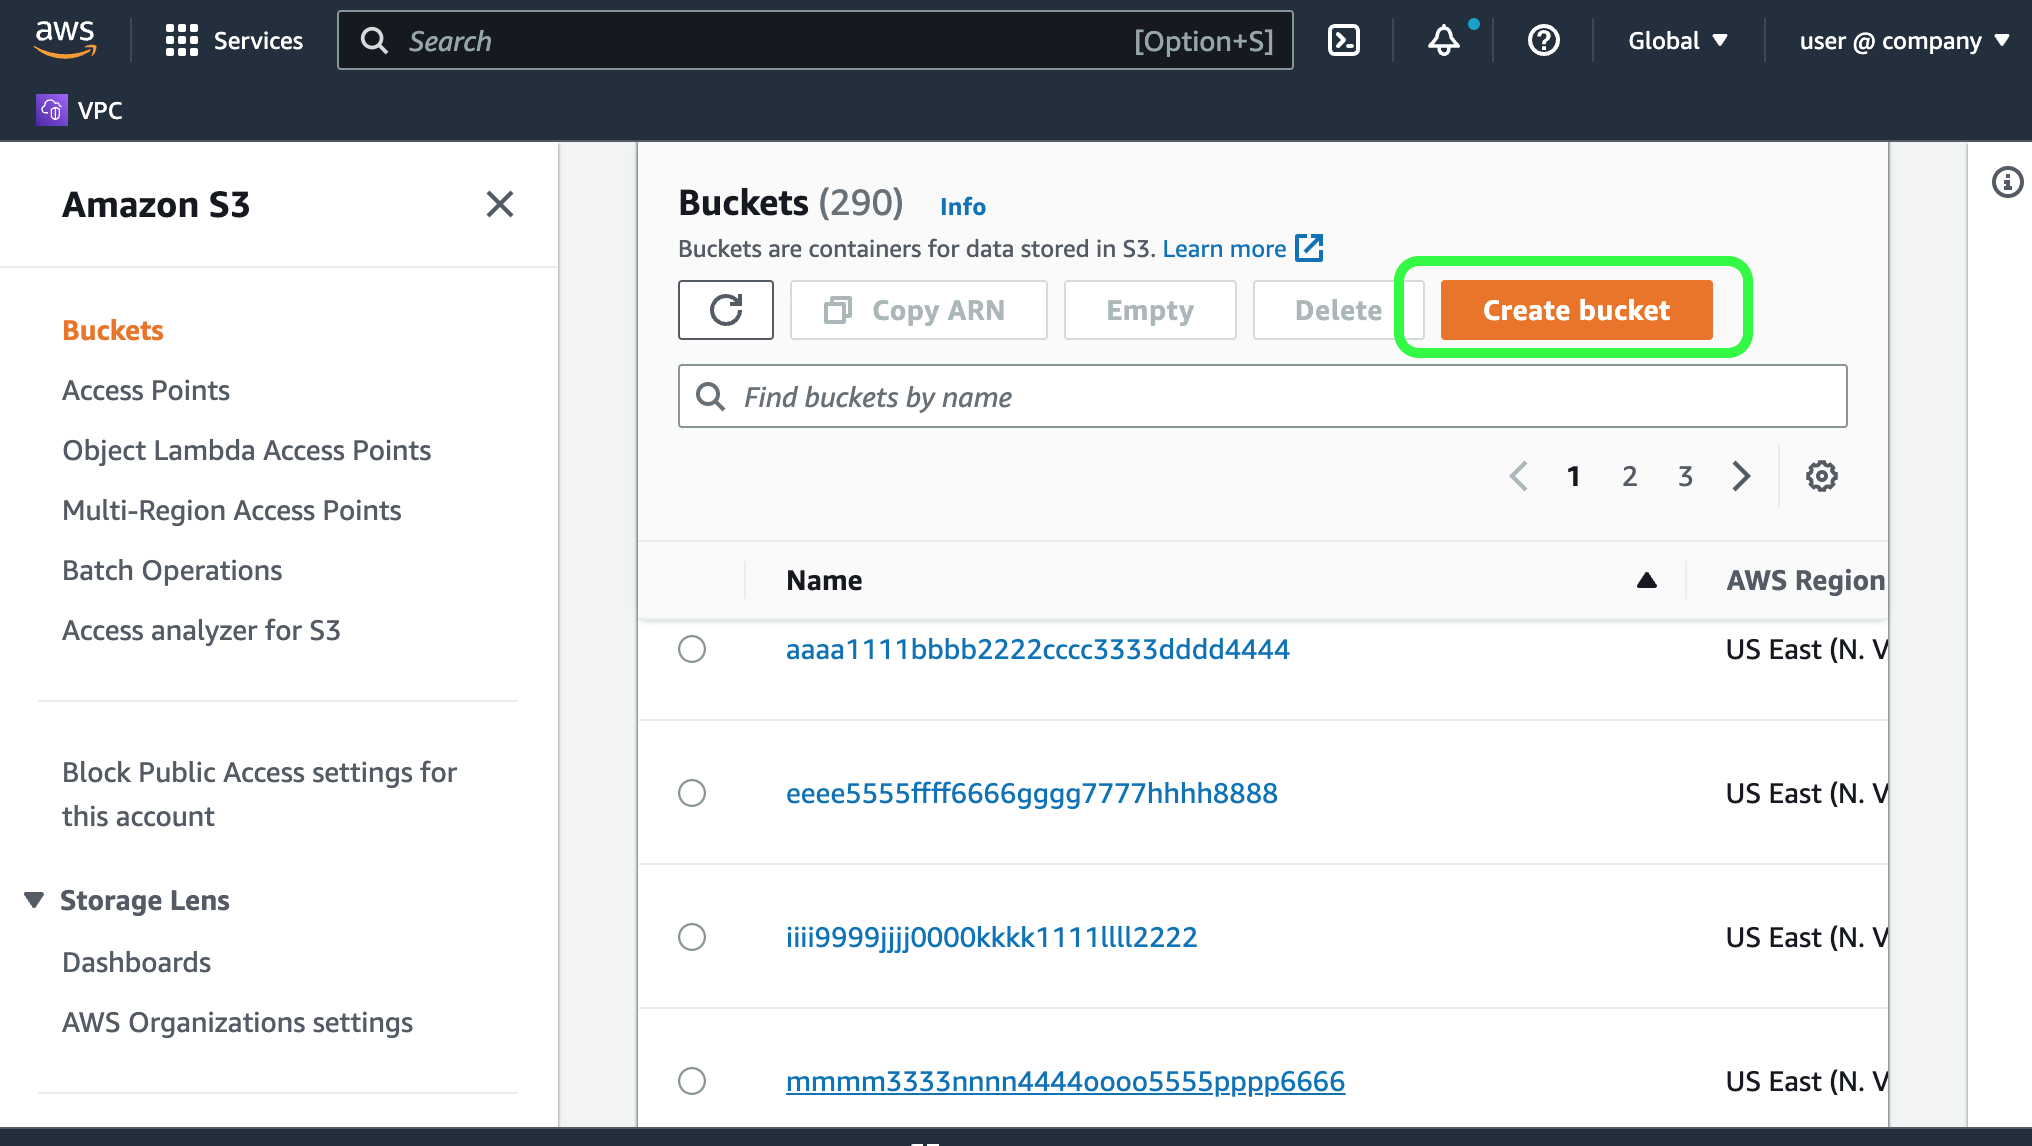 aws
Services
Search
[Option+S]
Global
user @ company
VPC
Amazon S3
Buckets
Access Points
Object Lambda Access Points
Multi-Region Access Points
Batch Operations
Access analyzer for S3
Block Public Access settings for
this account
Storage Lens
Dashboards
AWS Organizations settings
Buckets (290) Info
Buckets are containers for data stored in S3. Learn more
Copy ARN
Empty
Delete
Create bucket
Find buckets by name
1 2 3
Name
AWS Region
aaaa1111bbbb2222cccc3333dddd4444
US East (N. V
eeee5555ffff6666gggg7777hhhh8888
US East (N. V
iiii9999jjjj0000kkkk1111llll2222
US East (N. V
mmmm3333nnnn4444oooo5555pppp6666
US East (N. V